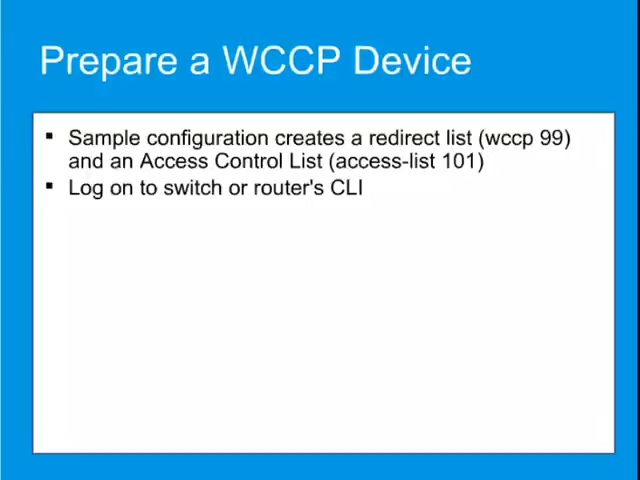 Prepare a WCCP Device
▪ Sample configuration creates a redirect list (wccp 99)
and an Access Control List (access-list 101)
▪ Log on to switch or router's CLI